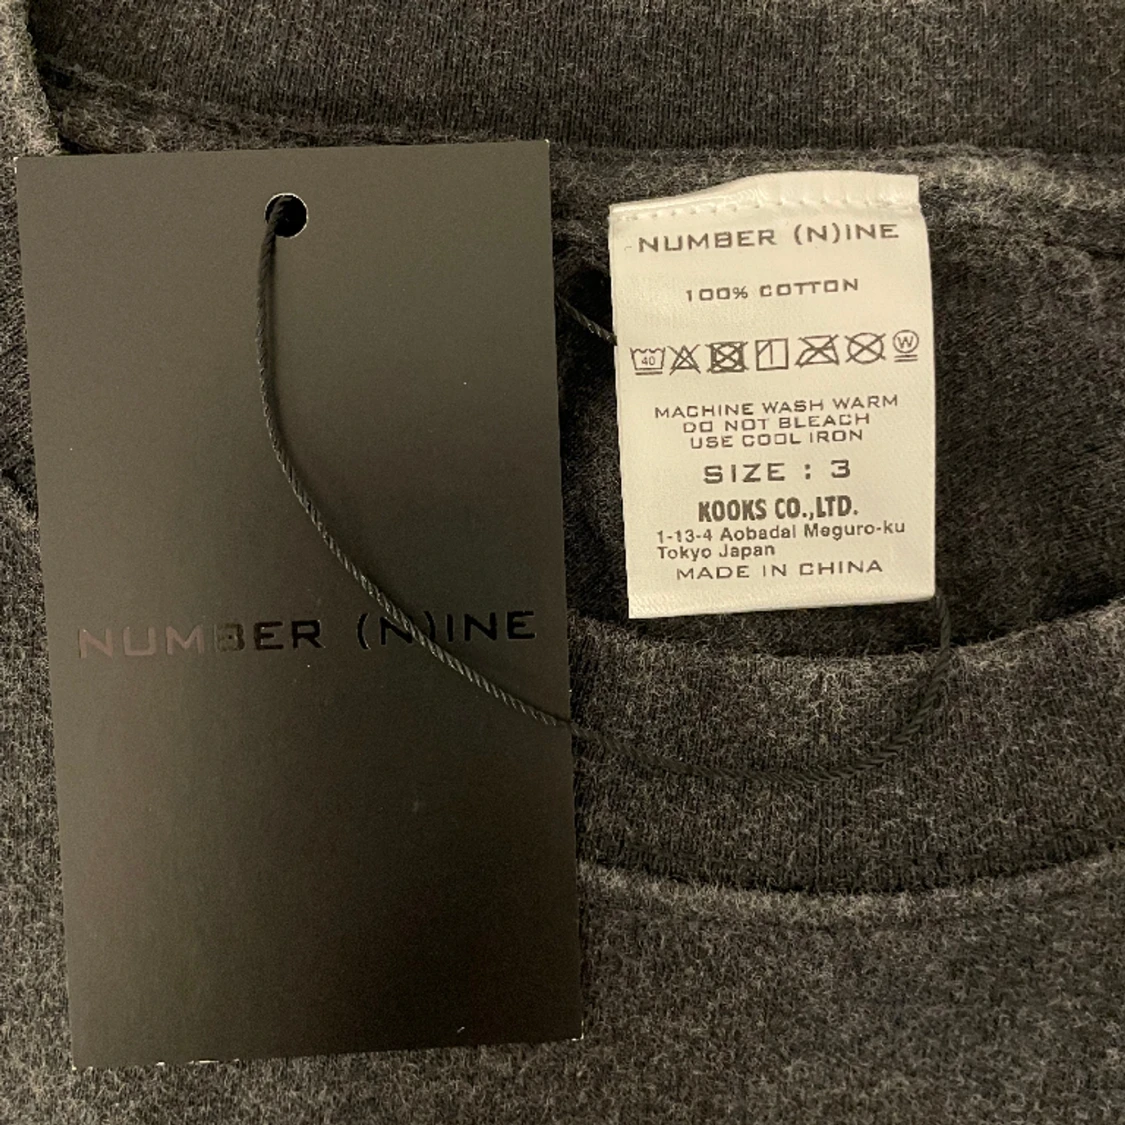 NUMBER (N)INE
NUMBER (N)INE
100% COTTON
40 W
MACHINE WASH WARM
DO NOT BLEACH
USE COOL IRON
SIZE : 3
KOOKS CO.,LTD.
1-13-4 Aobadai Meguro-ku
Tokyo Japan
MADE IN CHINA